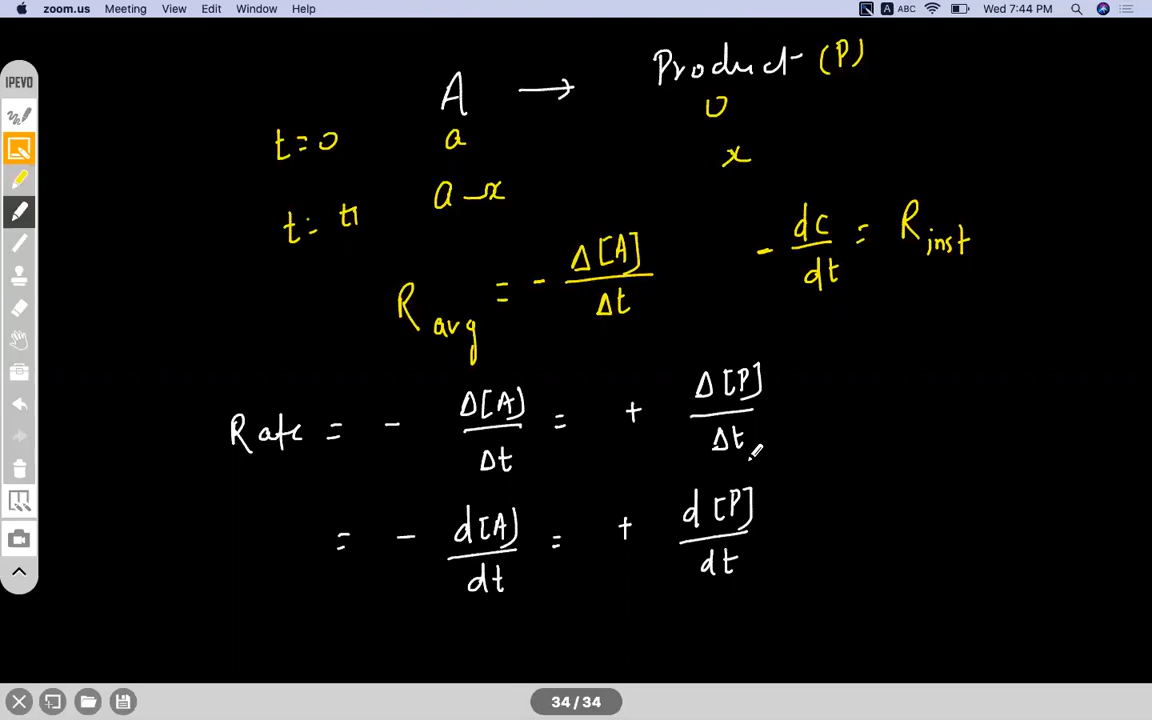 zoom.us Meeting View Edit Window Help A ABC Wed 7:44 PM
IPEVO
A → Product (P)
t = 0 a 0
t = t1 a - x x
R avg = - Δ[A] / Δt - dc / dt = R inst
Rate = - Δ[A] / Δt = + Δ[P] / Δt
= - d[A] / dt = + d[P] / dt
34 / 34